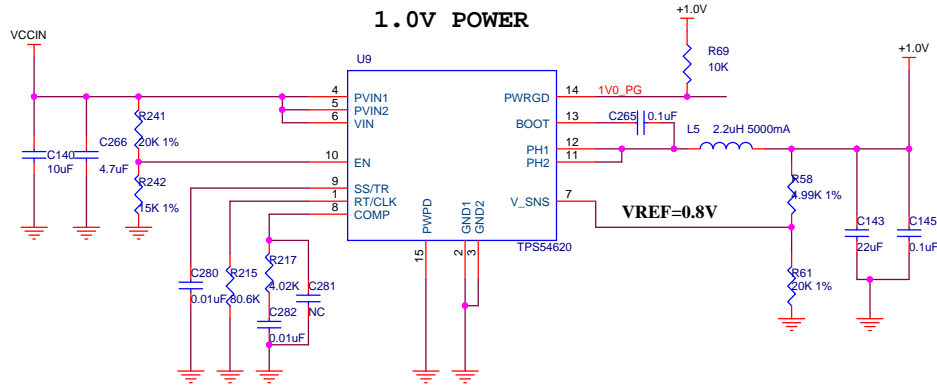 1.0V POWER
+1.0V
VCCIN
+1.0V
U9
R69
10K
4 PVIN1
5 PVIN2
6 VIN
PWRGD 14 1V0_PG
BOOT 13
C265 0.1uF
L5 2.2uH 5000mA
R241
20K 1%
C140
10uF
C266
4.7uF
PH1 12
PH2 11
10 EN
R242
15K 1%
9 SS/TR
1 RT/CLK
8 COMP
V_SNS 7
VREF=0.8V
R58
4.99K 1%
PWPD
GND1
GND2
TPS54620
15
2
3
C143
22uF
C145
0.1uF
C280
0.01uF
R215
80.6K
R217
4.02K
C281
NC
C282
0.01uF
R61
20K 1%